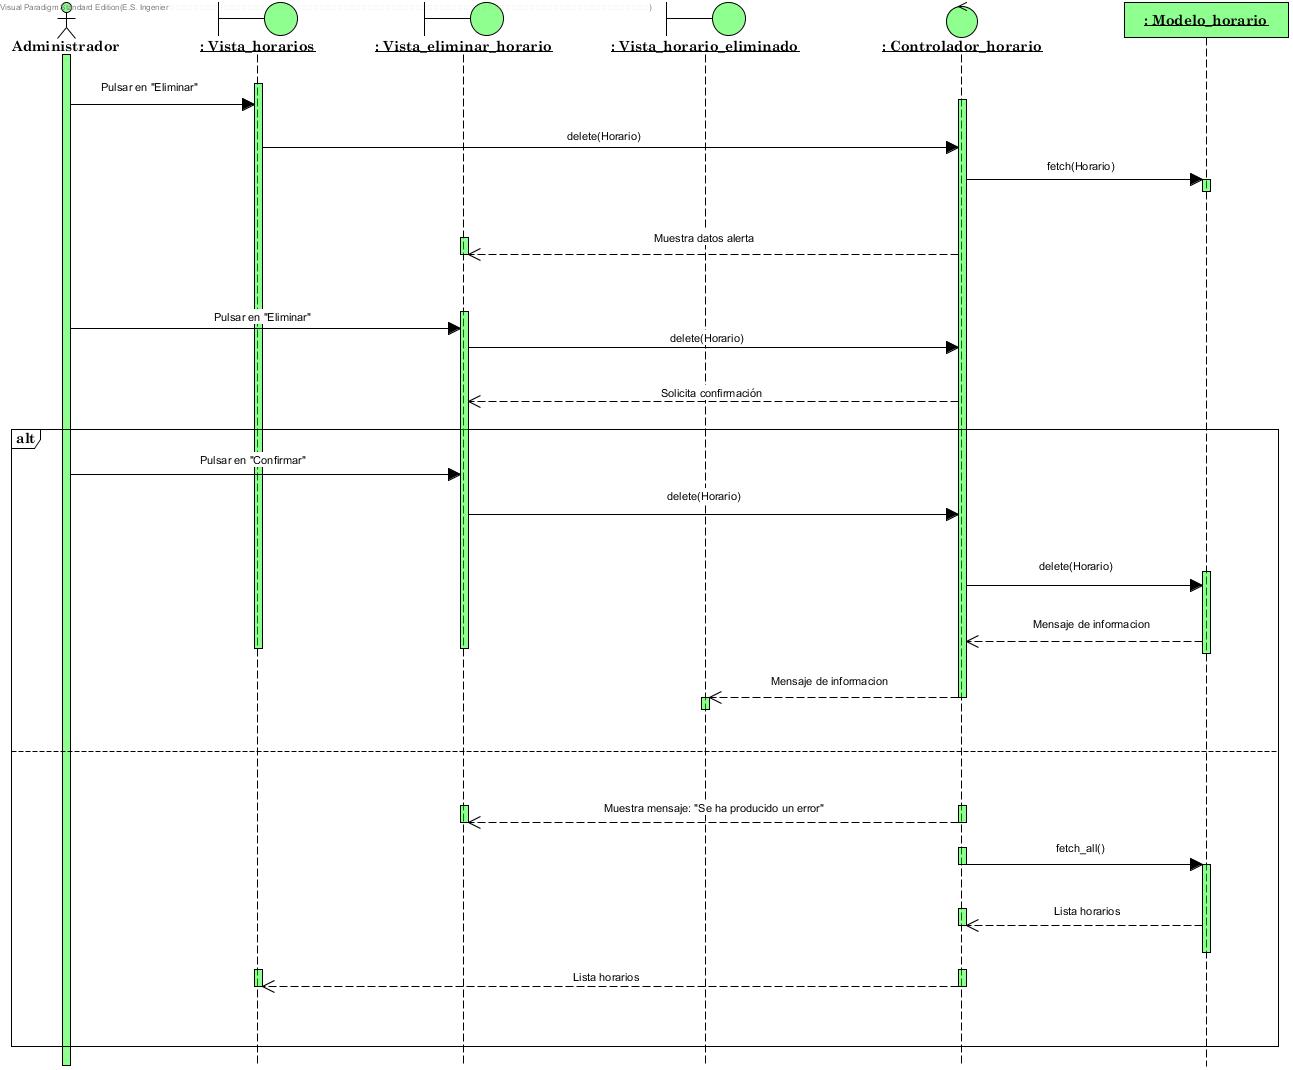 Visual Paradigm Standard Edition(E.S. Ingenier )
Administrador
: Vista_horarios
: Vista_eliminar_horario
: Vista_horario_eliminado
: Controlador_horario
: Modelo_horario
Pulsar en "Eliminar"
delete(Horario)
fetch(Horario)
Muestra datos alerta
Pulsar en "Eliminar"
delete(Horario)
Solicita confirmación
alt
Pulsar en "Confirmar"
delete(Horario)
delete(Horario)
Mensaje de informacion
Mensaje de informacion
Muestra mensaje: "Se ha producido un error"
fetch_all()
Lista horarios
Lista horarios